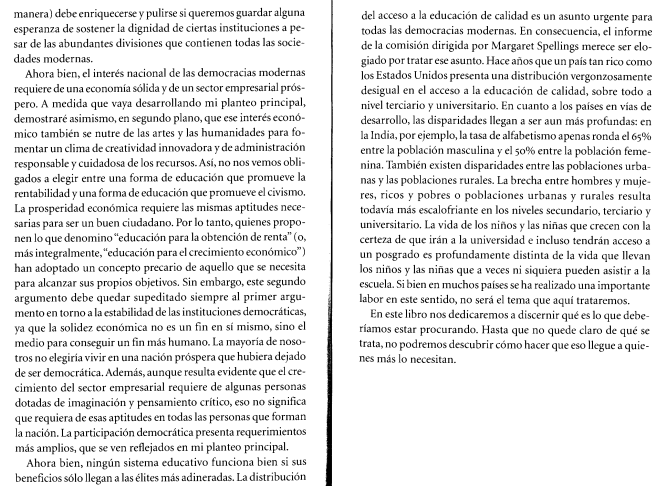 manera) debe enriquecerse y pulirse si queremos guardar alguna
esperanza de sostener la dignidad de ciertas instituciones a pe-
sar de las abundantes divisiones que contienen todas las socie-
dades modernas.
Ahora bien, el interés nacional de las democracias modernas
requiere de una economía sólida y de un sector empresarial prós-
pero. A medida que vaya desarrollando mi planteo principal,
demostraré asimismo, en segundo plano, que ese interés econó-
mico también se nutre de las artes y las humanidades para fo-
mentar un clima de creatividad innovadora y de administración
responsable y cuidadosa de los recursos. Así, no nos vemos obli-
gados a elegir entre una forma de educación que promueve la
rentabilidad y una forma de educación que promueve el civismo.
La prosperidad económica requiere las mismas aptitudes nece-
sarias para ser un buen ciudadano. Por lo tanto, quienes propo-
nen lo que denomino “educación para la obtención de renta” (o,
más integralmente, “educación para el crecimiento económico”)
han adoptado un concepto precario de aquello que se necesita
para alcanzar sus propios objetivos. Sin embargo, este segundo
argumento debe quedar supeditado siempre al primer argu-
mento en torno a la estabilidad de las instituciones democráticas,
ya que la solidez económica no es un fin en sí mismo, sino el
medio para conseguir un fin más humano. La mayoría de noso-
tros no elegiría vivir en una nación próspera que hubiera dejado
de ser democrática. Además, aunque resulta evidente que el cre-
cimiento del sector empresarial requiere de algunas personas
dotadas de imaginación y pensamiento crítico, eso no significa
que requiera de esas aptitudes en todas las personas que forman
la nación. La participación democrática presenta requerimientos
más amplios, que se ven reflejados en mi planteo principal.
Ahora bien, ningún sistema educativo funciona bien si sus
beneficios sólo llegan a las élites más adineradas. La distribución
del acceso a la educación de calidad es un asunto urgente para
todas las democracias modernas. En consecuencia, el informe
de la comisión dirigida por Margaret Spellings merece ser elo-
giado por tratar ese asunto. Hace años que un país tan rico como
los Estados Unidos presenta una distribución vergonzosamente
desigual en el acceso a la educación de calidad, sobre todo a
nivel terciario y universitario. En cuanto a los países en vías de
desarrollo, las disparidades llegan a ser aun más profundas: en
la India, por ejemplo, la tasa de alfabetismo apenas ronda el 65%
entre la población masculina y el 50% entre la población feme-
nina. También existen disparidades entre las poblaciones urba-
nas y las poblaciones rurales. La brecha entre hombres y muje-
res, ricos y pobres o poblaciones urbanas y rurales resulta
todavía más escalofriante en los niveles secundario, terciario y
universitario. La vida de los niños y las niñas que crecen con la
certeza de que irán a la universidad e incluso tendrán acceso a
un posgrado es profundamente distinta de la vida que llevan
los niños y las niñas que a veces ni siquiera pueden asistir a la
escuela. Si bien en muchos países se ha realizado una importante
labor en este sentido, no será el tema que aquí trataremos.
En este libro nos dedicaremos a discernir qué es lo que debe-
ríamos estar procurando. Hasta que no quede claro de qué se
trata, no podremos descubrir cómo hacer que eso llegue a quie-
nes más lo necesitan.